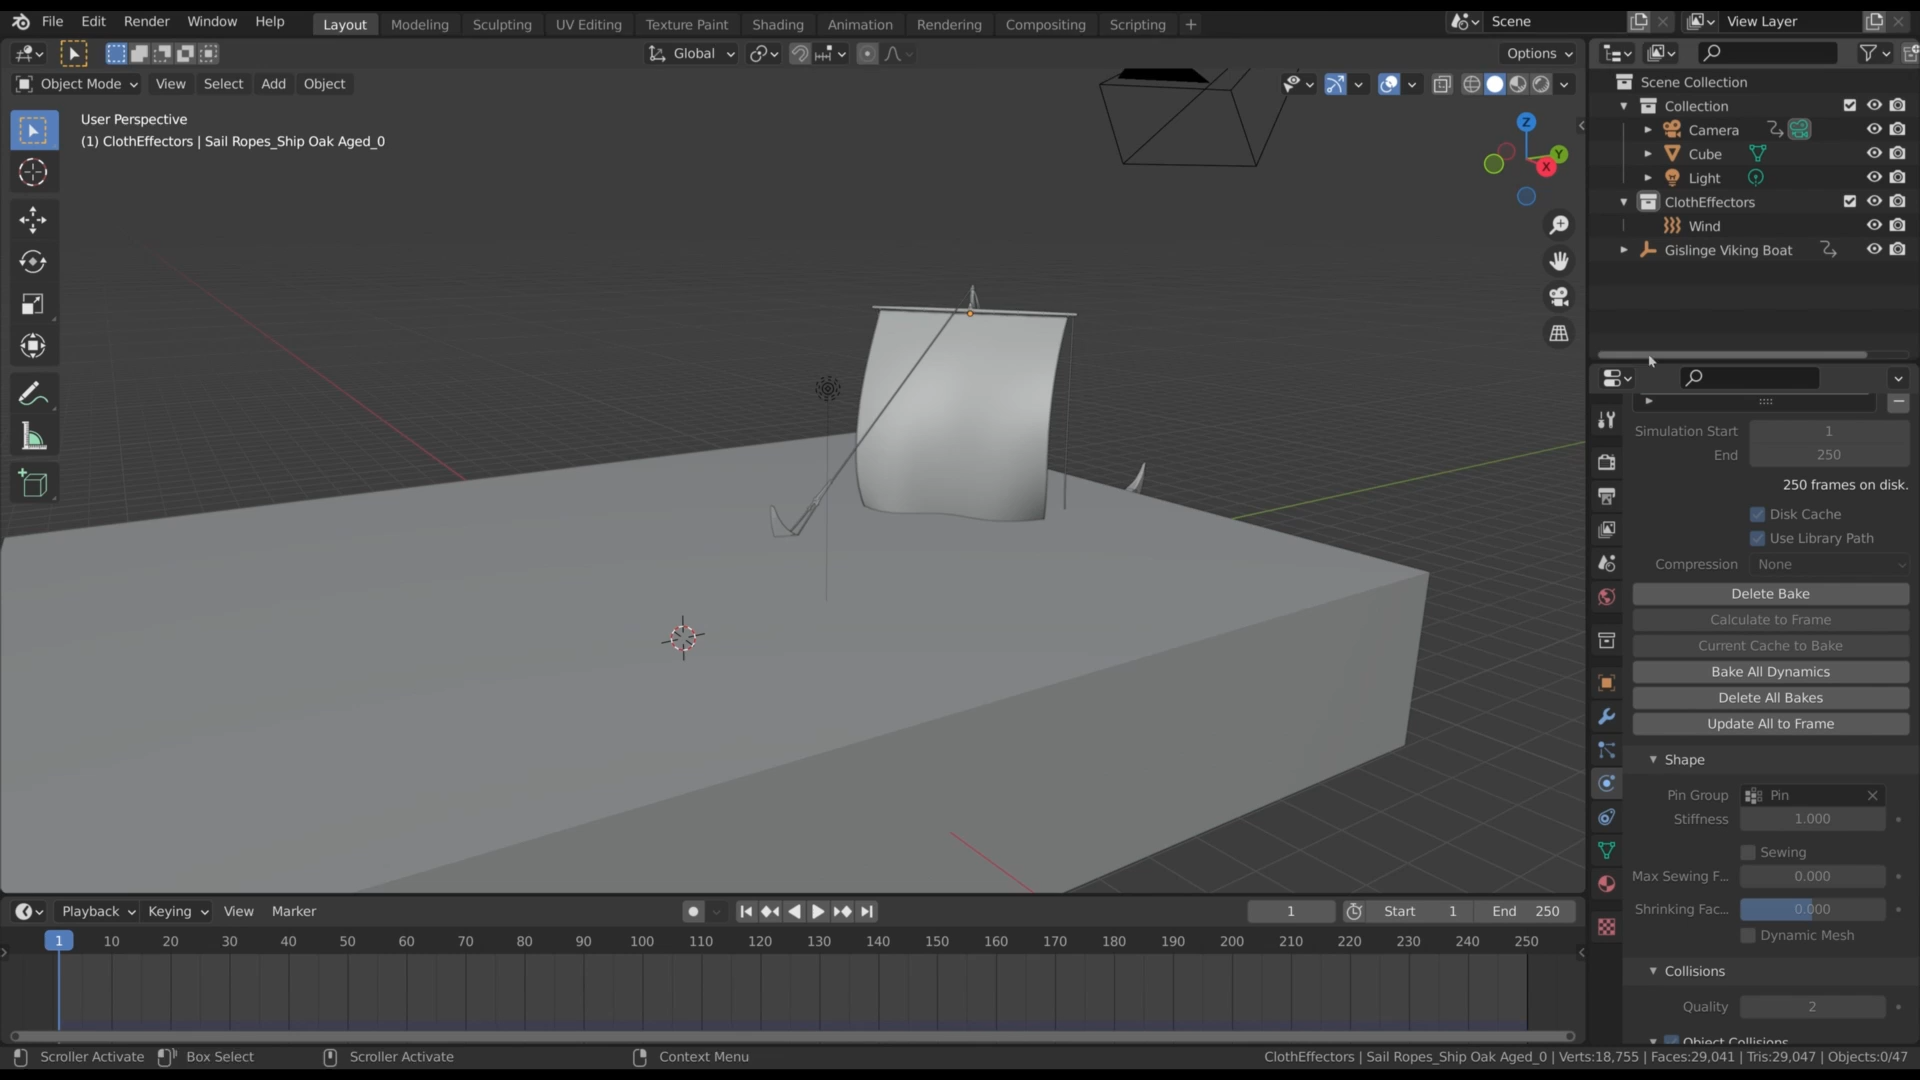 File Edit Render Window Help Layout Modeling Sculpting UV Editing Texture Paint Shading Animation Rendering Compositing Scripting + Scene View Layer
Global Options
Object Mode View Select Add Object
User Perspective
(1) ClothEffectors | Sail Ropes_Ship Oak Aged_0
Z
Y
X
Scene Collection
Collection
Camera
Cube
Light
ClothEffectors
Wind
Gislinge Viking Boat
Simulation Start 1
End 250
250 frames on disk.
Disk Cache
Use Library Path
Compression None
Delete Bake
Calculate to Frame
Current Cache to Bake
Bake All Dynamics
Delete All Bakes
Update All to Frame
Shape
Pin Group Pin
Stiffness 1.000
Sewing
Max Sewing F... 0.000
Shrinking Fac... 0.000
Dynamic Mesh
Collisions
Quality 2
Object Collisions
Playback Keying View Marker 1 Start 1 End 250
1 10 20 30 40 50 60 70 80 90 100 110 120 130 140 150 160 170 180 190 200 210 220 230 240 250
Scroller Activate Box Select Scroller Activate Context Menu ClothEffectors | Sail Ropes_Ship Oak Aged_0 | Verts:18,755 | Faces:29,041 | Tris:29,047 | Objects:0/47